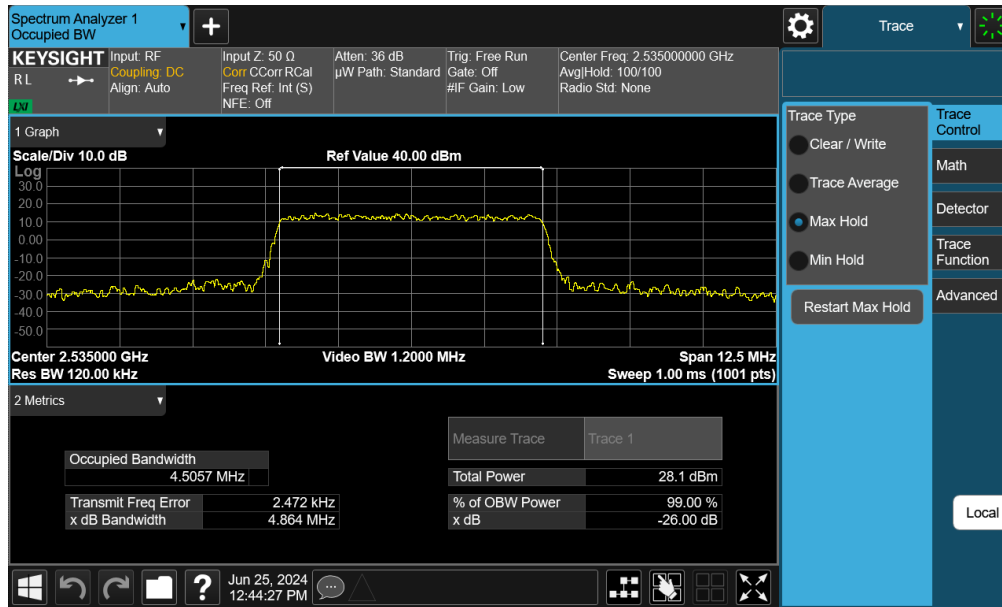 Spectrum Analyzer 1
Occupied BW
+
Trace
KEYSIGHT
R L
LXI
Input: RF
Coupling: DC
Align: Auto
Input Z: 50 Ω
Corr CCorr RCal
Freq Ref: Int (S)
NFE: Off
Atten: 36 dB
µW Path: Standard
Trig: Free Run
Gate: Off
#IF Gain: Low
Center Freq: 2.535000000 GHz
Avg|Hold: 100/100
Radio Std: None
1 Graph
Scale/Div 10.0 dB
Ref Value 40.00 dBm
Log
30.0
20.0
10.0
0.00
-10.0
-20.0
-30.0
-40.0
-50.0
Center 2.535000 GHz
Video BW 1.2000 MHz
Span 12.5 MHz
Res BW 120.00 kHz
Sweep 1.00 ms (1001 pts)
2 Metrics
Measure Trace
Trace 1
Occupied Bandwidth
4.5057 MHz
Total Power
28.1 dBm
Transmit Freq Error
2.472 kHz
% of OBW Power
99.00 %
x dB Bandwidth
4.864 MHz
x dB
-26.00 dB
?
Jun 25, 2024
12:44:27 PM
Trace Type
Clear / Write
Trace Average
Max Hold
Min Hold
Restart Max Hold
Trace
Control
Math
Detector
Trace
Function
Advanced
Local